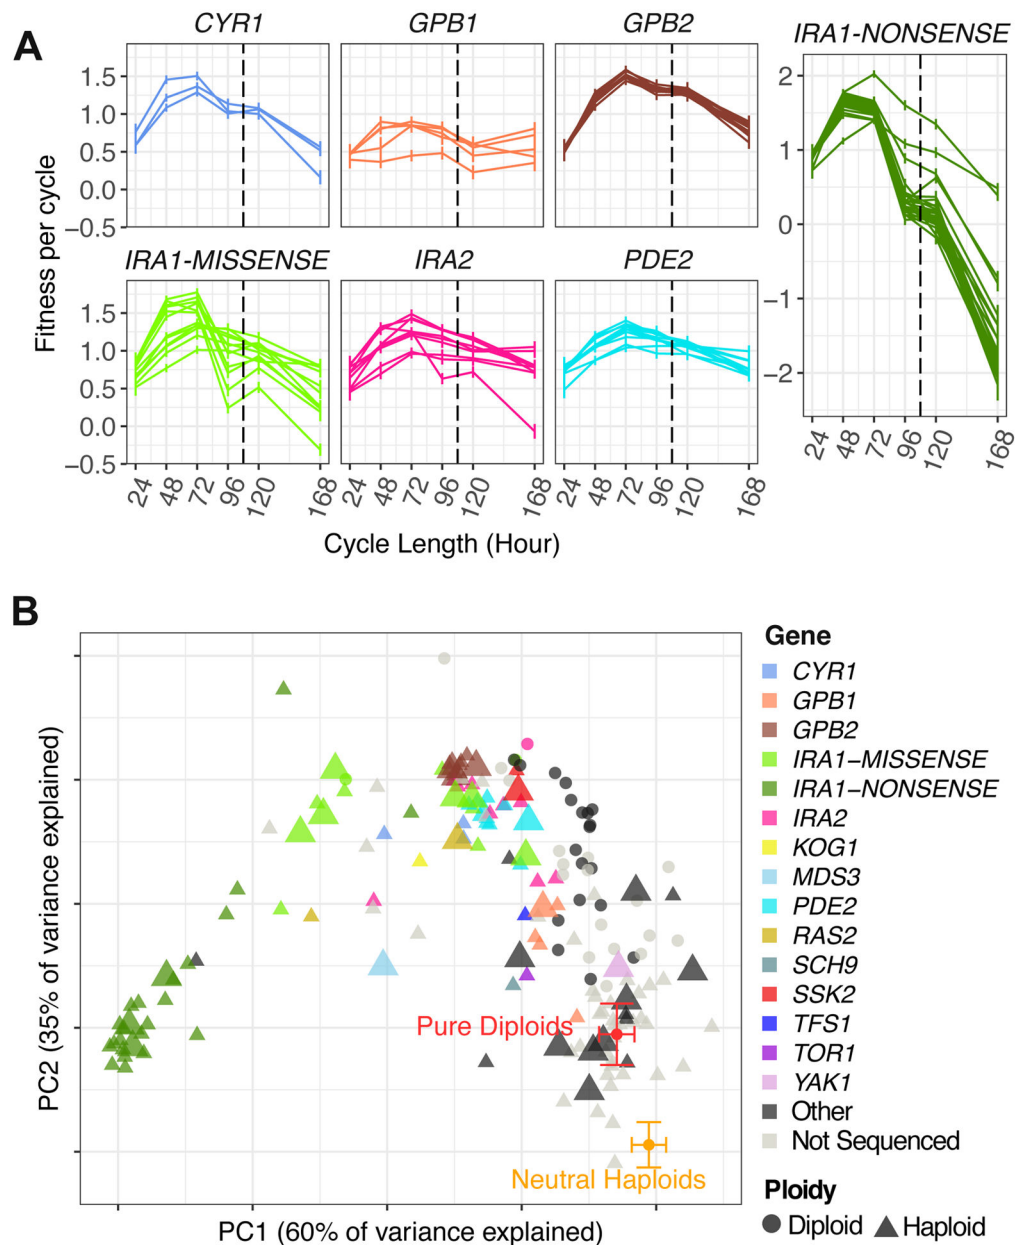 A
CYR1
GPB1
GPB2
IRA1-NONSENSE
1.5
1.0
0.5
0.0
−0.5
2
1
0
−1
−2
IRA1-MISSENSE
IRA2
PDE2
1.5
1.0
0.5
0.0
−0.5
Fitness per cycle
24 48 72 96 120 168
24 48 72 96 120 168
24 48 72 96 120 168
24 48 72 96 120 168
Cycle Length (Hour)
B
PC2 (35% of variance explained)
Pure Diploids
Neutral Haploids
PC1 (60% of variance explained)
Gene
CYR1
GPB1
GPB2
IRA1−MISSENSE
IRA1−NONSENSE
IRA2
KOG1
MDS3
PDE2
RAS2
SCH9
SSK2
TFS1
TOR1
YAK1
Other
Not Sequenced
Ploidy
Diploid Haploid